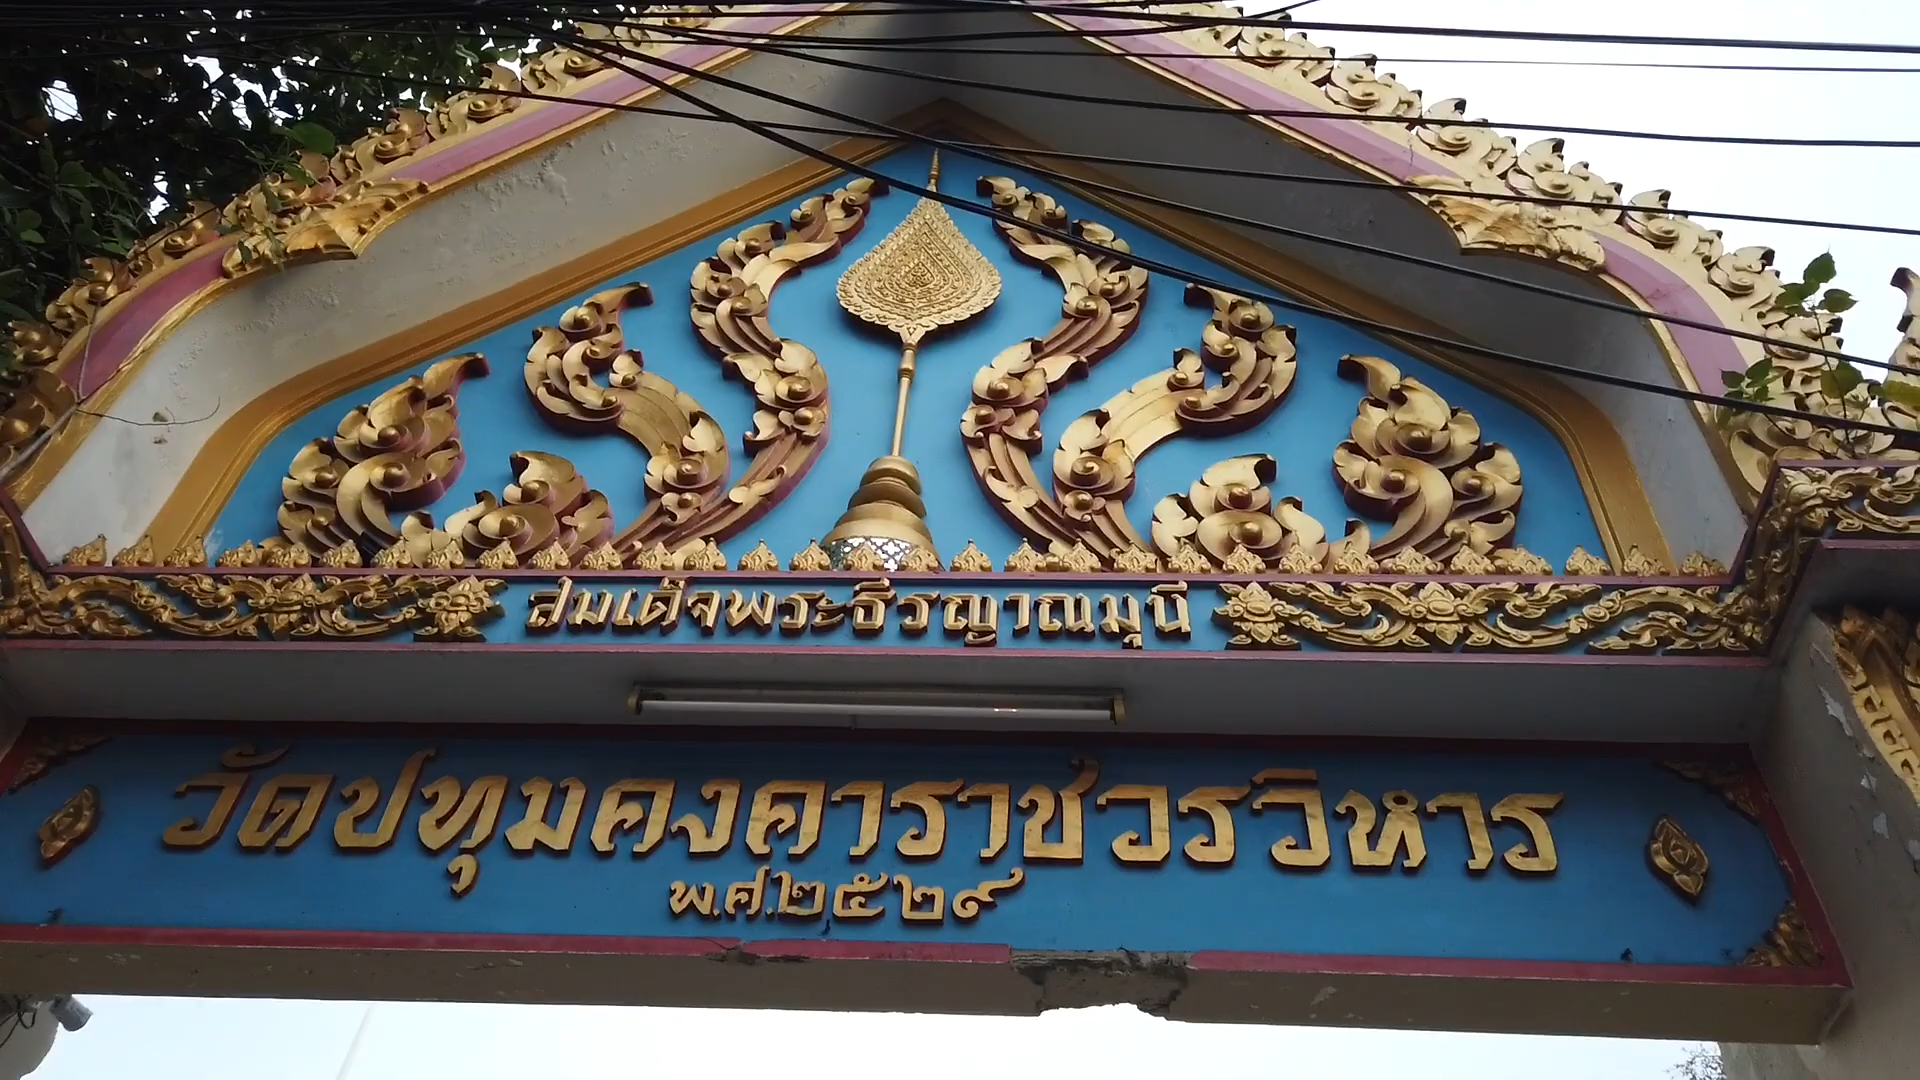 สมเด็จพระธีรญาณมุนี
วัดปทุมคงคาราชวรวิหาร
พ.ศ.๒๕๒๙